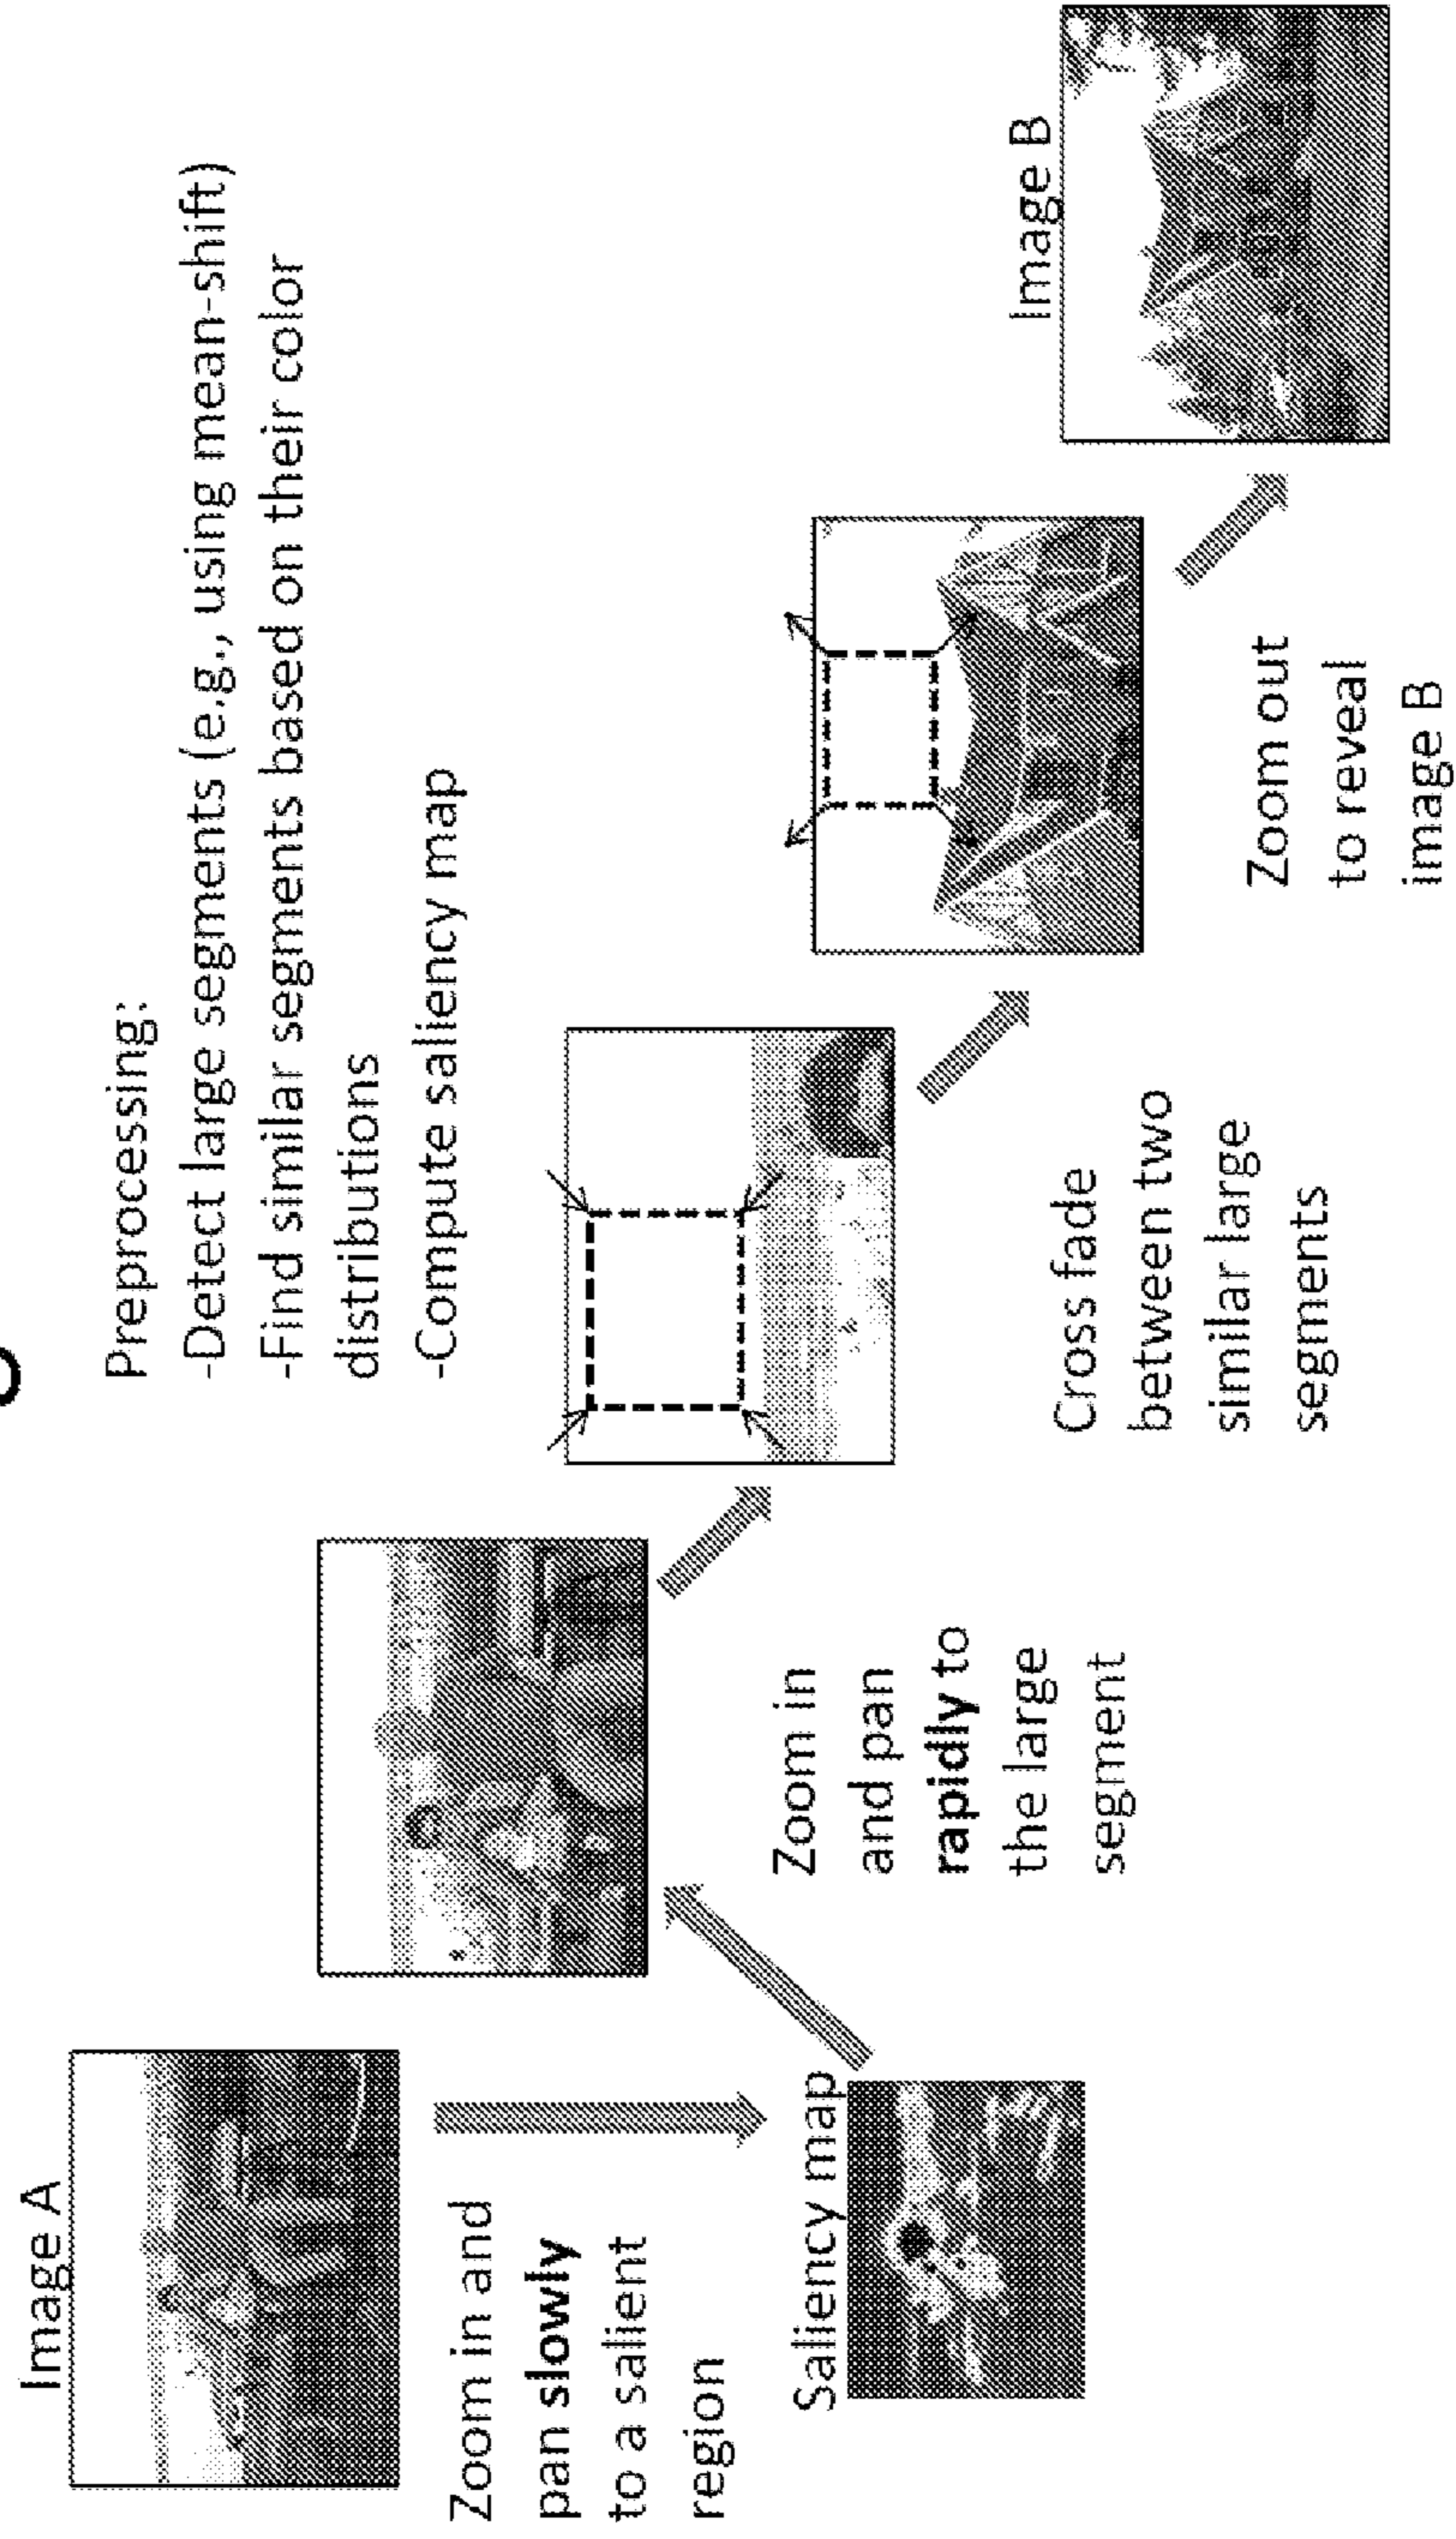 Preprocessing:
-Detect large segments (e.g., using mean-shift)
-Find similar segments based on their color
distributions
-Compute saliency map
Image A
Zoom in and
pan slowly
to a salient
region
Saliency map
Zoom in
and pan
rapidly to
the large
segment
Cross fade
between two
similar large
segments
Zoom out
to reveal
image B
Image B